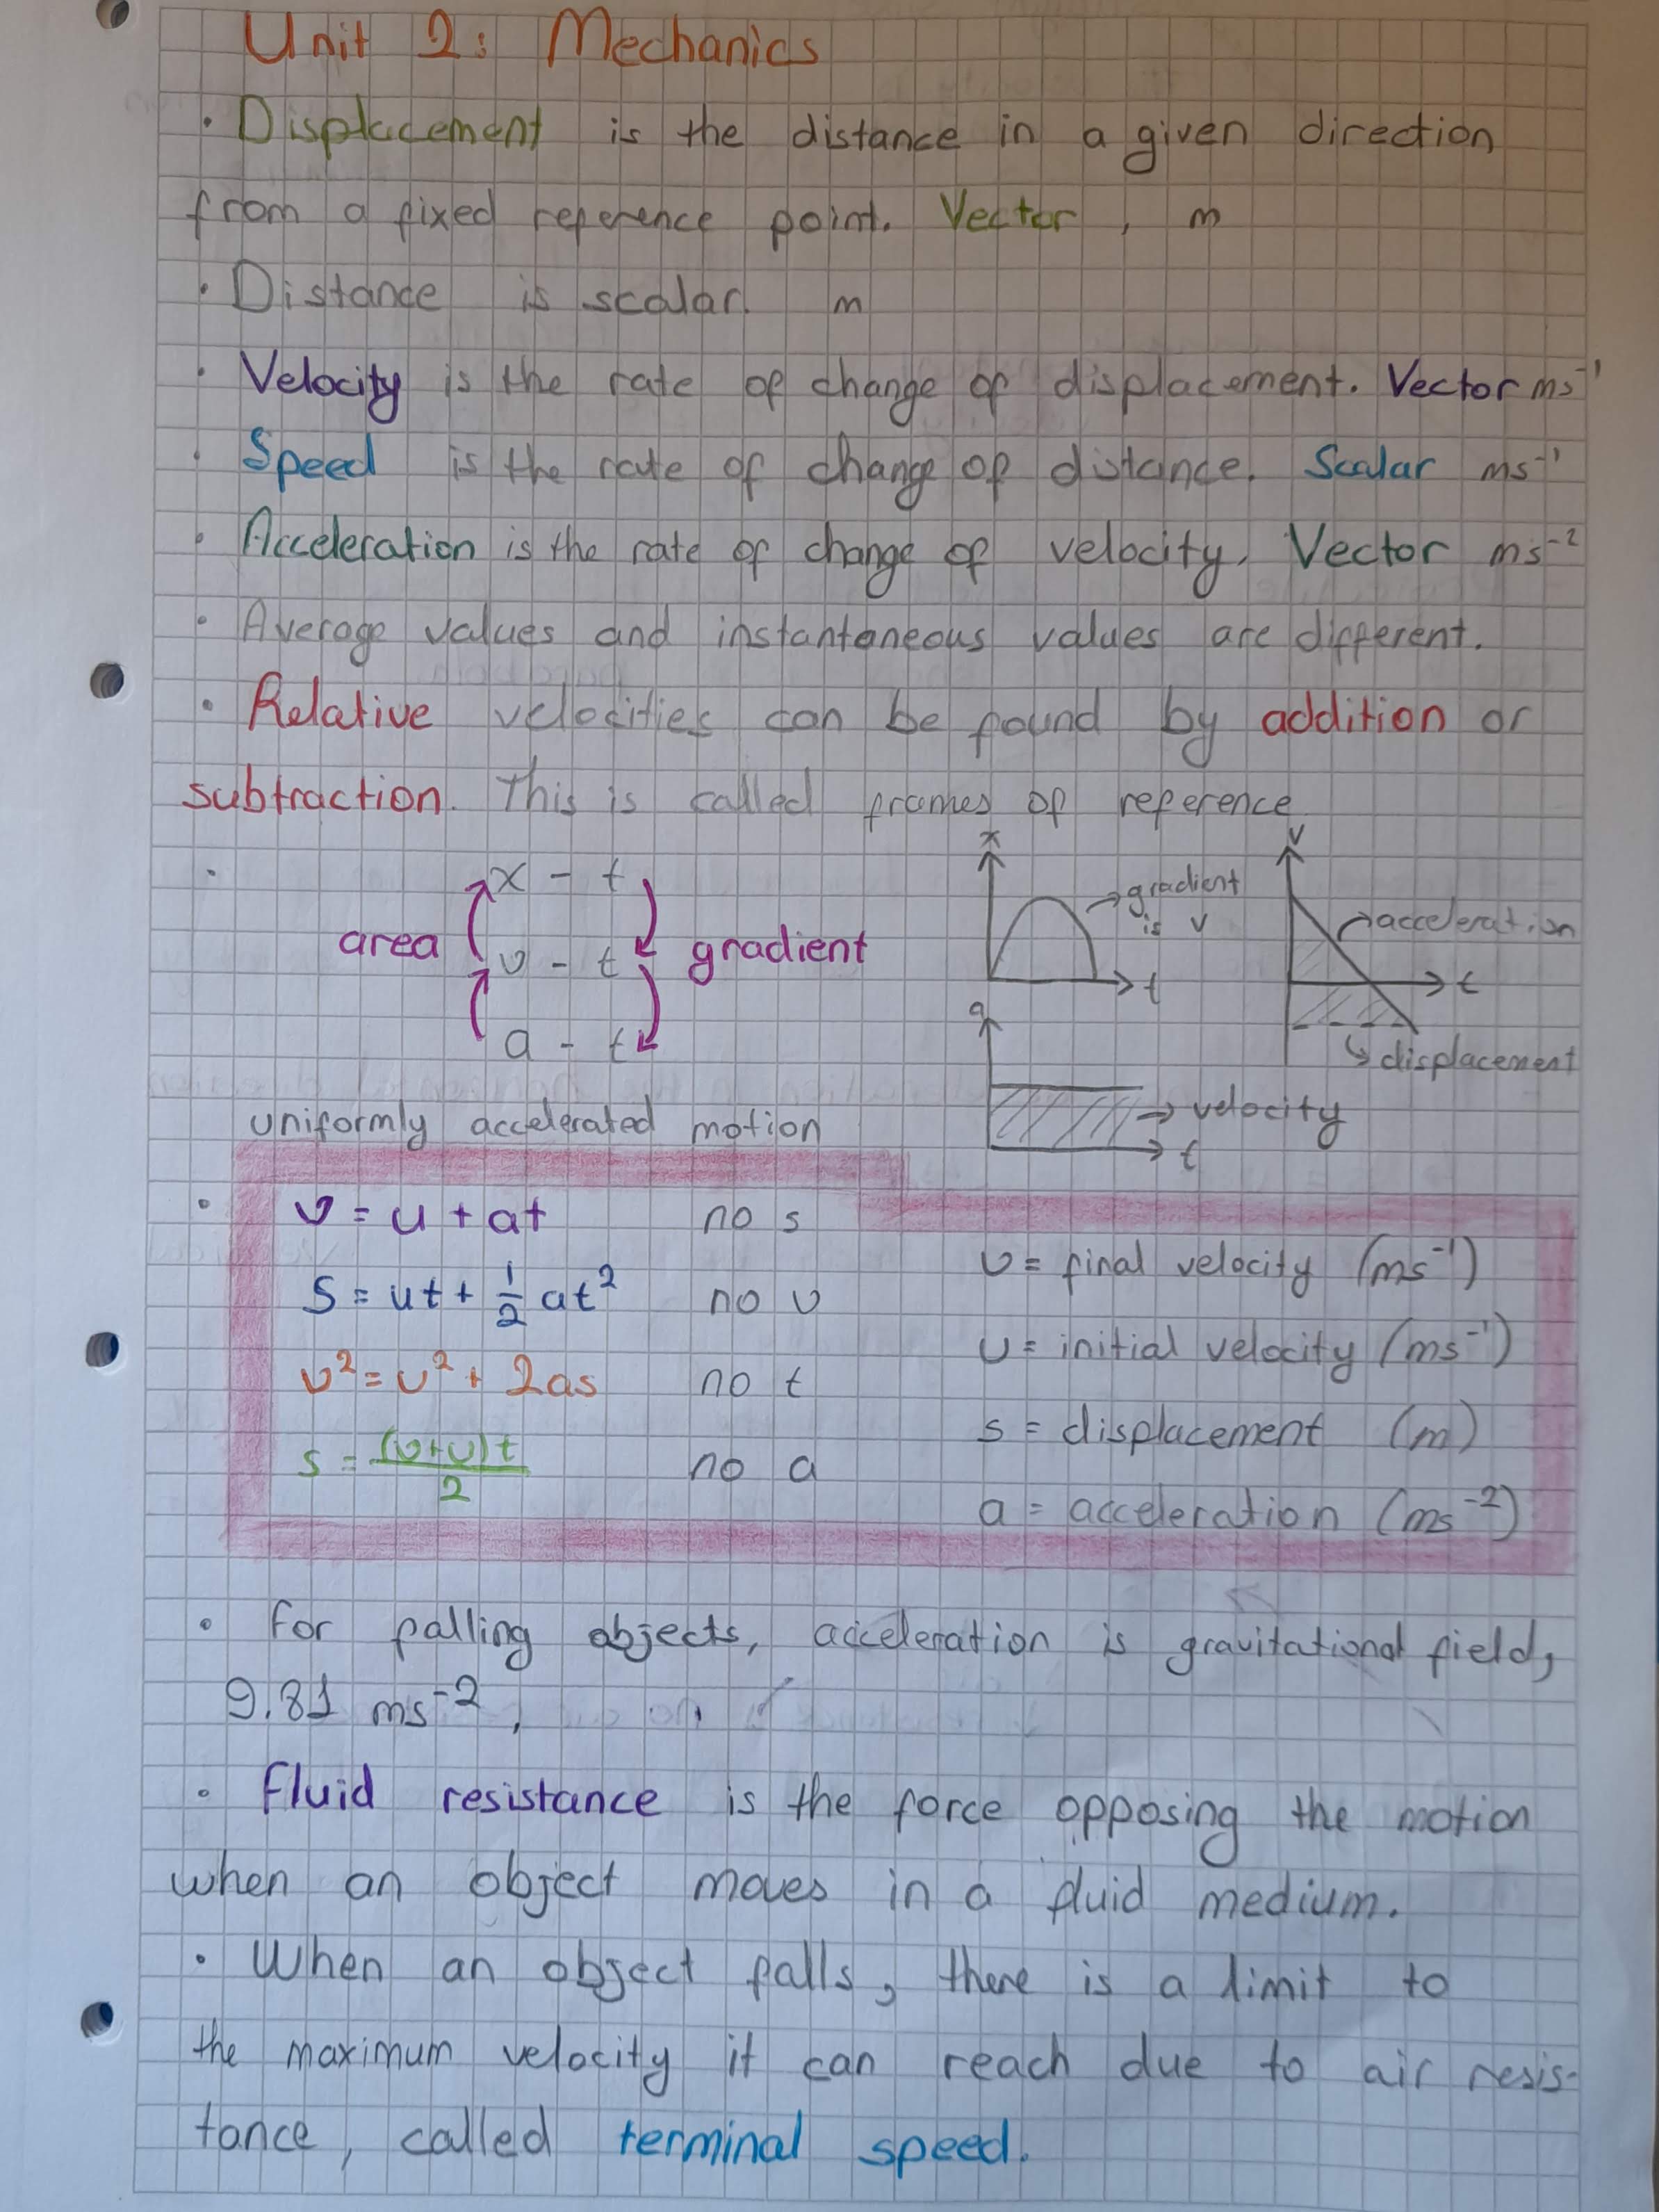 Unit 2: Mechanics
• Displacement is the distance in a given direction
from a fixed reference point. Vector, m
• Distance is scalar. m
• Velocity is the rate of change of displacement. Vector ms⁻¹
• Speed is the rate of change of distance. Scalar ms⁻¹
• Acceleration is the rate of change of velocity. Vector ms⁻²
• Average values and instantaneous values are different.
• Relative velocities can be found by addition or
subtraction. This is called frames of reference
• x - t
area v - t gradient
a - t
x
gradient
is v
t
v
acceleration
t
displacement
a
velocity
t
uniformly accelerated motion
• v = u + at no s
s = ut + 1/2 at² no v
v² = u² + 2as no t
s = (v+u)t/2 no a
v = final velocity (ms⁻¹)
u = initial velocity (ms⁻¹)
s = displacement (m)
a = acceleration (ms⁻²)
• For falling objects, acceleration is gravitational field,
9.81 ms⁻²,
• Fluid resistance is the force opposing the motion
when an object moves in a fluid medium.
• When an object falls, there is a limit to
the maximum velocity it can reach due to air resis-
tance, called terminal speed.